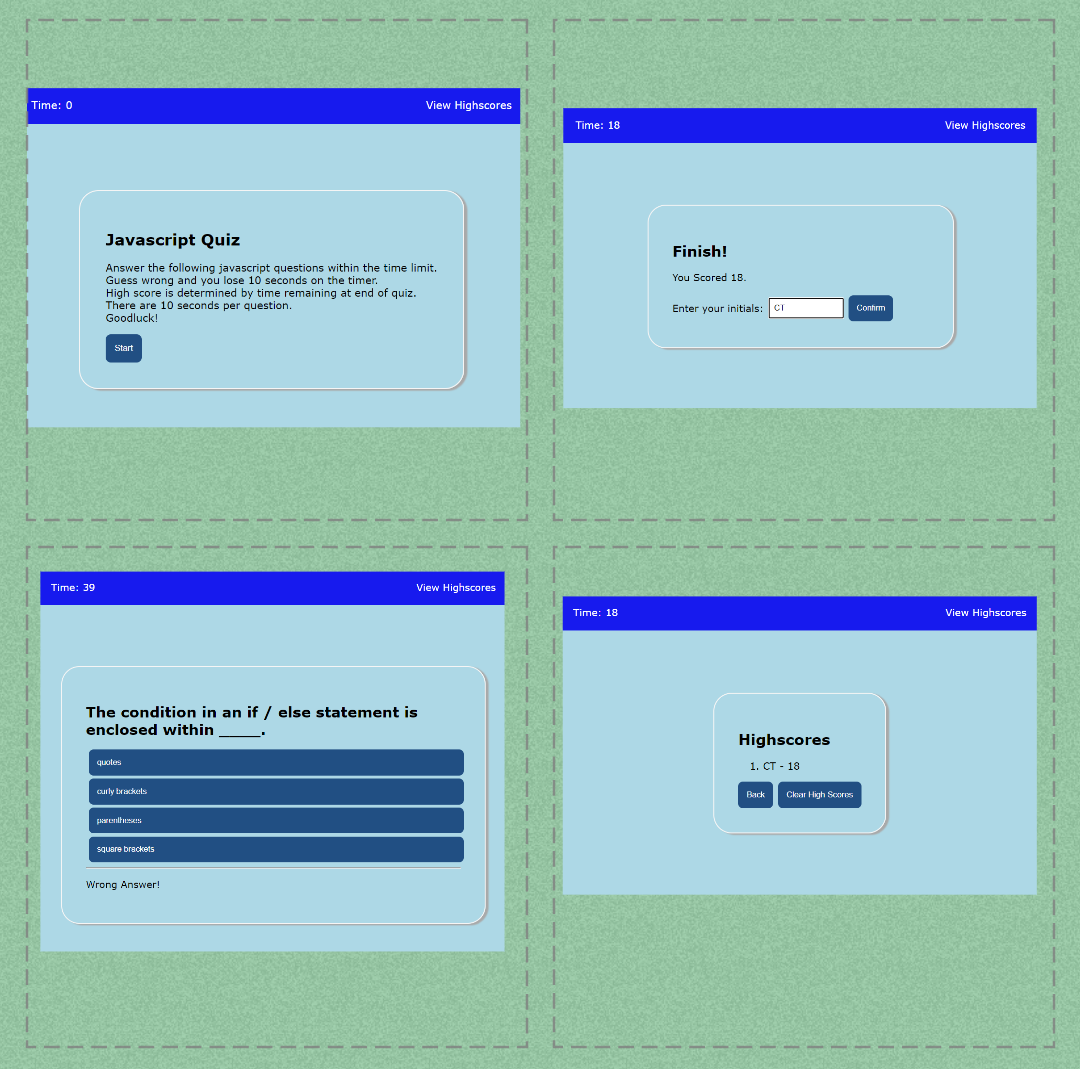 Time: 0
View Highscores
Javascript Quiz
Answer the following javascript questions within the time limit.
Guess wrong and you lose 10 seconds on the timer.
High score is determined by time remaining at end of quiz.
There are 10 seconds per question.
Goodluck!
Start
Time: 18
View Highscores
Finish!
You Scored 18.
Enter your initials: CT Confirm
Time: 39
View Highscores
The condition in an if / else statement is
enclosed within _____.
quotes
curly brackets
parentheses
square brackets
Wrong Answer!
Time: 18
View Highscores
Highscores
1. CT - 18
Back Clear High Scores